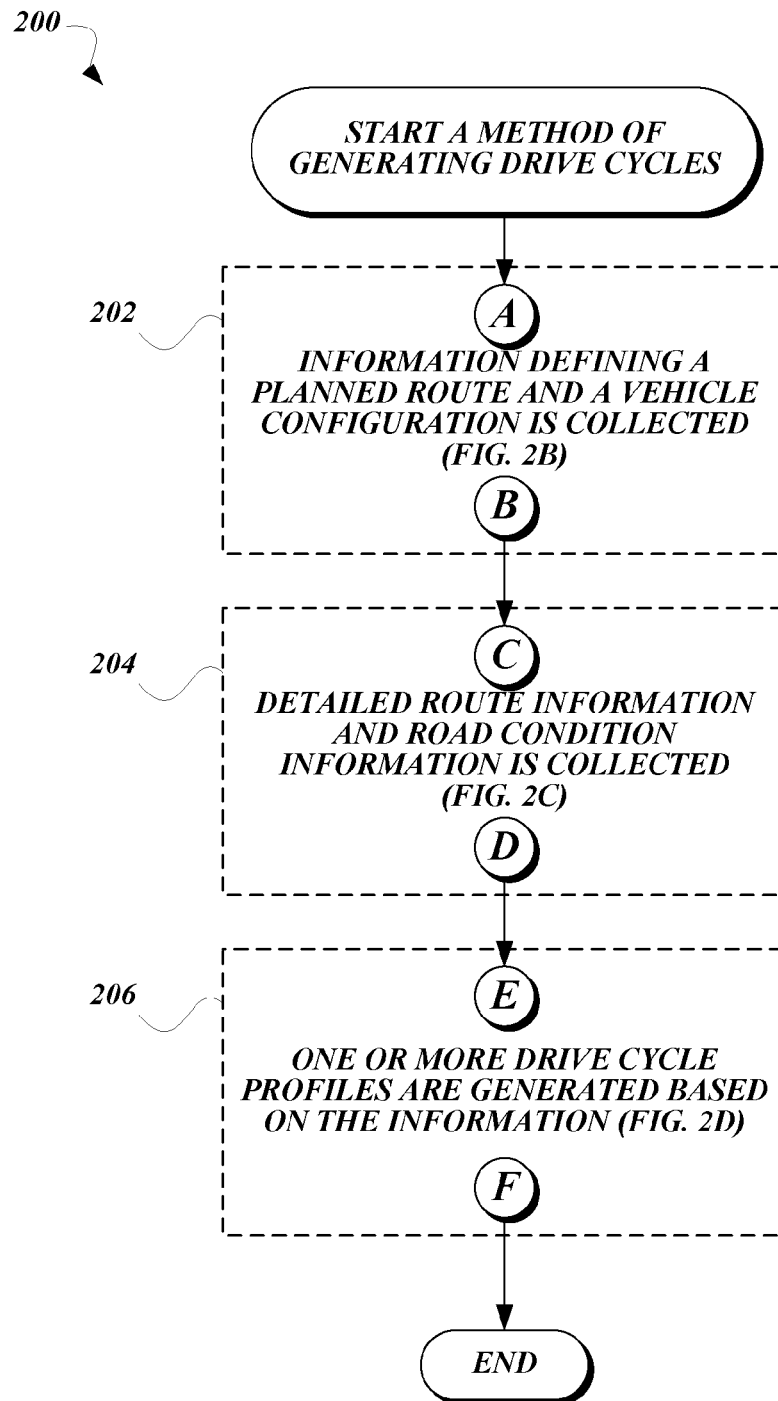 200
START A METHOD OF
GENERATING DRIVE CYCLES
202
A
INFORMATION DEFINING A
PLANNED ROUTE AND A VEHICLE
CONFIGURATION IS COLLECTED
(FIG. 2B)
B
204
C
DETAILED ROUTE INFORMATION
AND ROAD CONDITION
INFORMATION IS COLLECTED
(FIG. 2C)
D
206
E
ONE OR MORE DRIVE CYCLE
PROFILES ARE GENERATED BASED
ON THE INFORMATION (FIG. 2D)
F
END